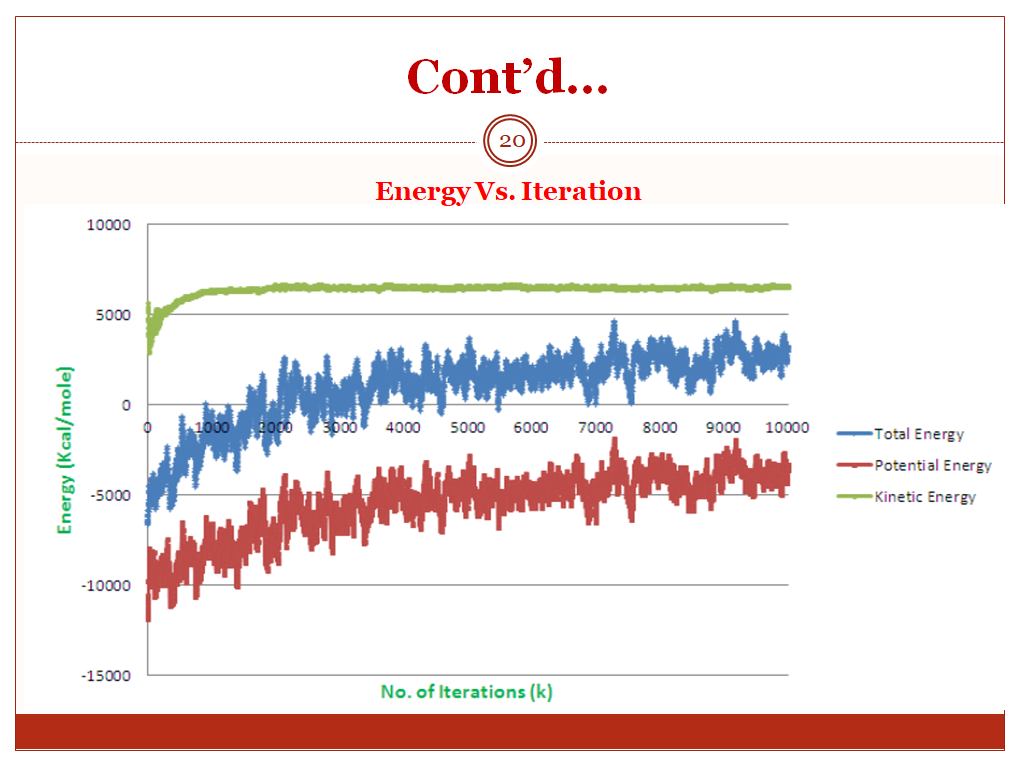 Cont’d…
20
Energy Vs. Iteration
10000
5000
0
-5000
-10000
-15000
0 1000 2000 3000 4000 5000 6000 7000 8000 9000 10000
Energy (Kcal/mole)
No. of Iterations (k)
Total Energy
Potential Energy
Kinetic Energy